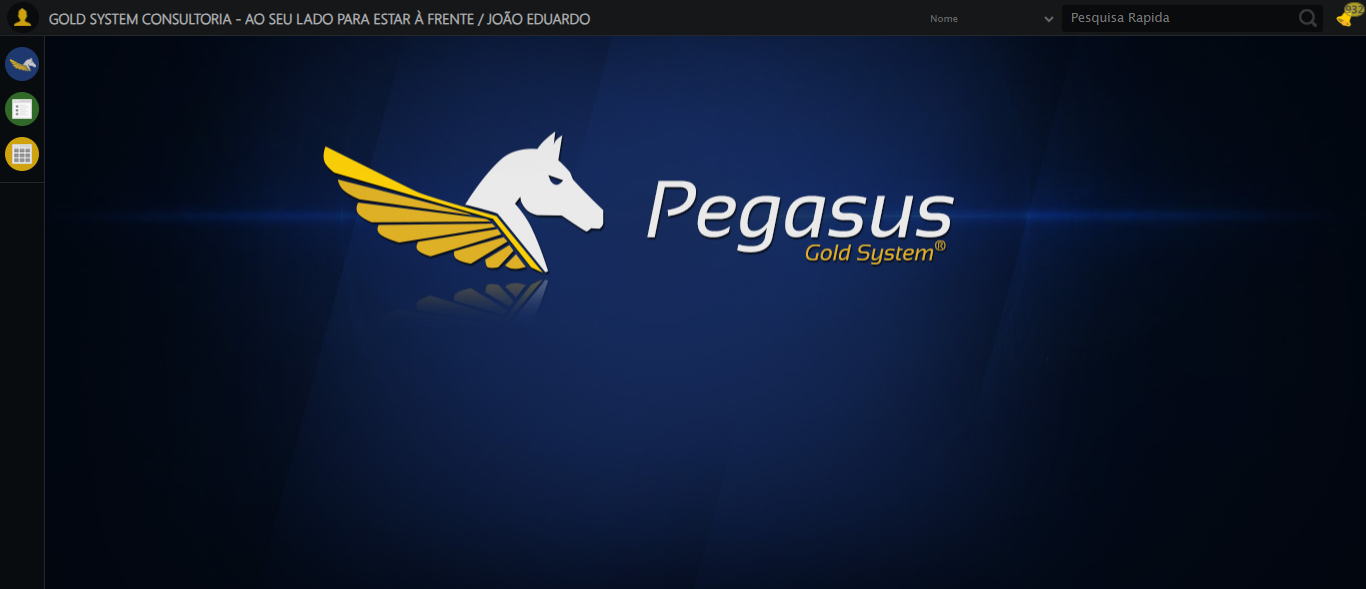 GOLD SYSTEM CONSULTORIA - AO SEU LADO PARA ESTAR À FRENTE / JOÃO EDUARDO
Nome
Pesquisa Rapida
932
Pegasus
Gold System®